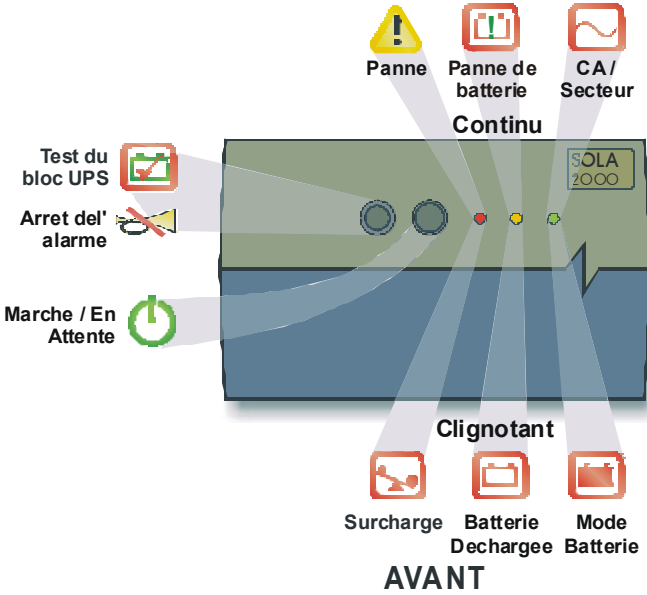 Panne
Panne de
batterie
CA /
Secteur
Continu
Test du
bloc UPS
SOLA
2000
Arret del'
alarme
Marche / En
Attente
Clignotant
Surcharge
Batterie
Dechargee
Mode
Batterie
AVANT